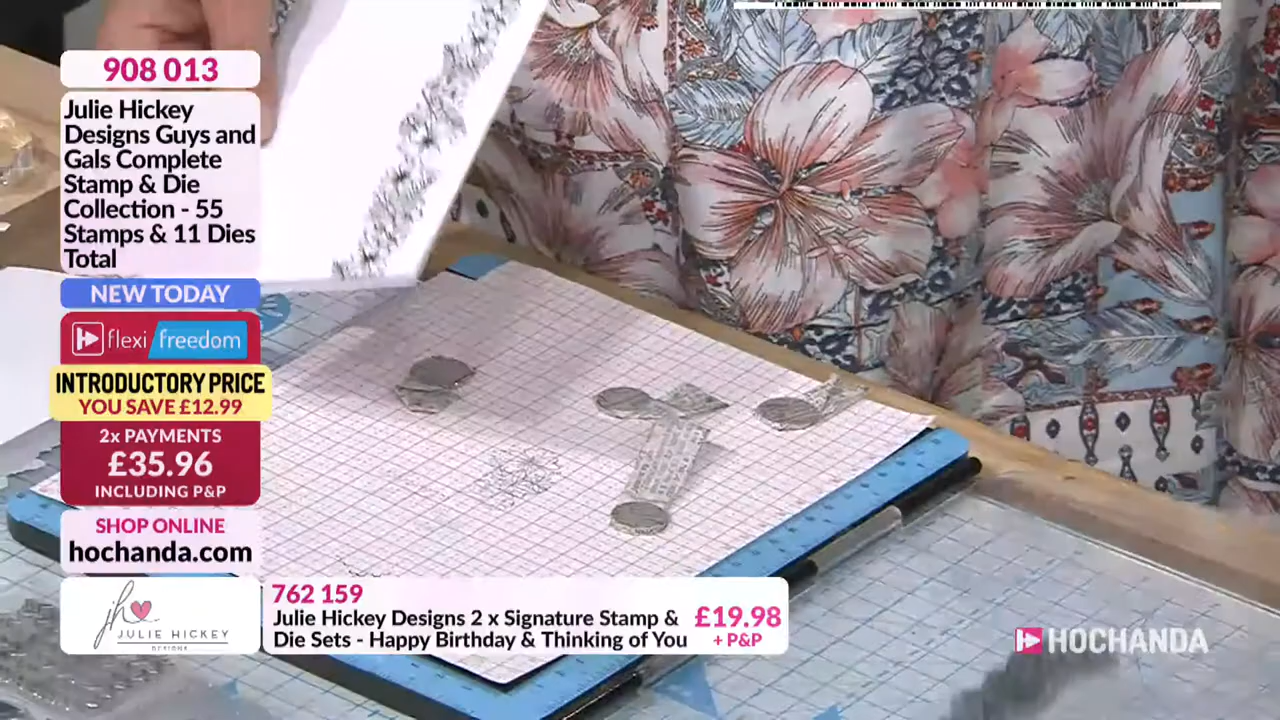 908 013
Julie Hickey
Designs Guys and
Gals Complete
Stamp & Die
Collection - 55
Stamps & 11 Dies
Total
NEW TODAY
flexi freedom
INTRODUCTORY PRICE
YOU SAVE £12.99
2x PAYMENTS
£35.96
INCLUDING P&P
SHOP ONLINE
hochanda.com
jh
JULIE HICKEY
DESIGNS
762 159
Julie Hickey Designs 2 x Signature Stamp &
Die Sets - Happy Birthday & Thinking of You
£19.98
+ P&P
HOCHANDA